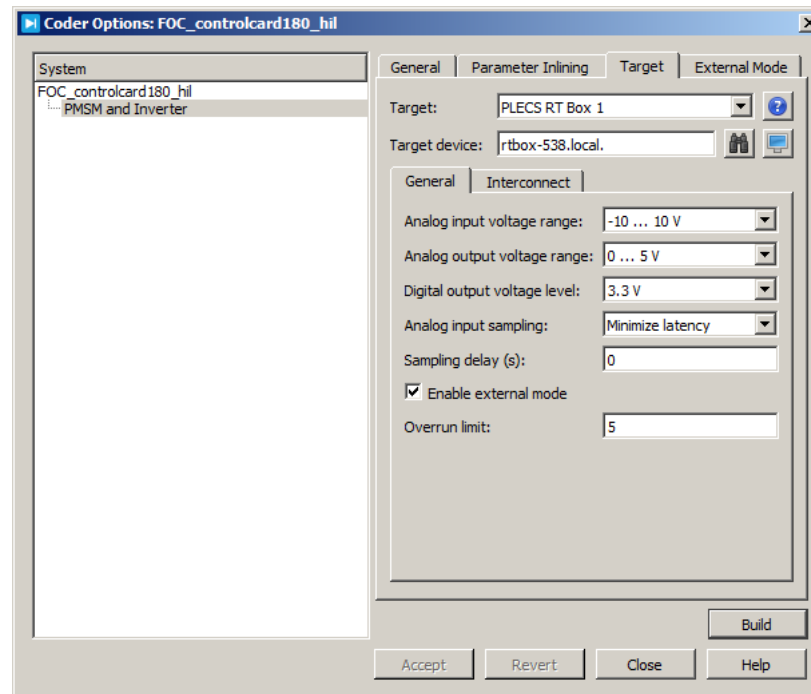 Coder Options: FOC_controlcard180_hil
System
FOC_controlcard180_hil
PMSM and Inverter
General Parameter Inlining Target External Mode
Target: PLECS RT Box 1
Target device: rtbox-538.local.
General Interconnect
Analog input voltage range: -10 ... 10 V
Analog output voltage range: 0 ... 5 V
Digital output voltage level: 3.3 V
Analog input sampling: Minimize latency
Sampling delay (s): 0
Enable external mode
Overrun limit: 5
Build
Accept Revert Close Help